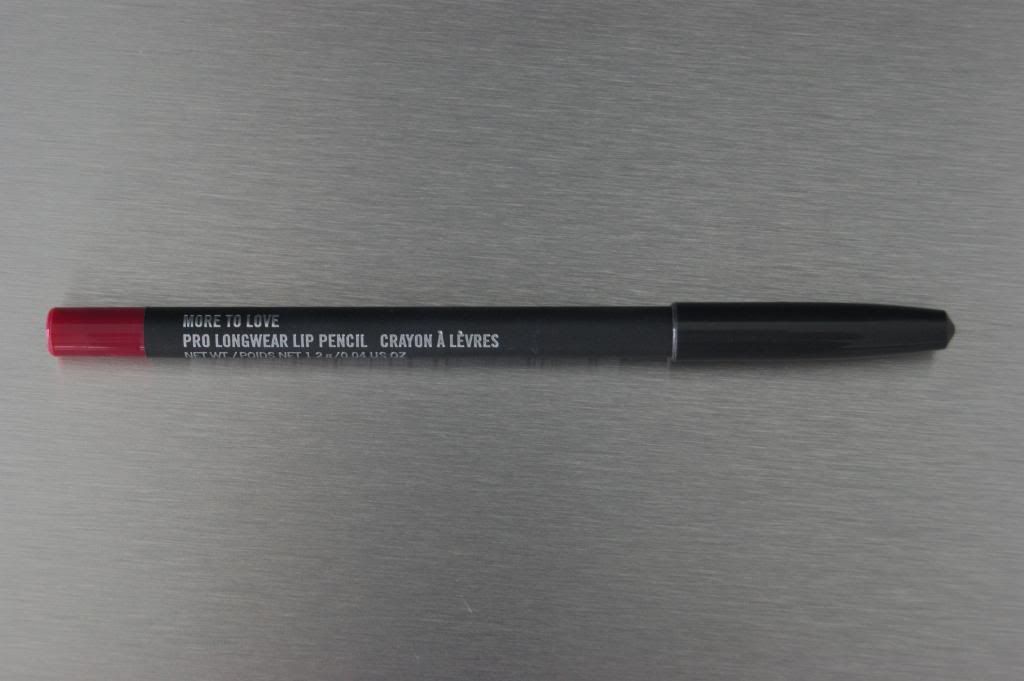 MORE TO LOVE
PRO LONGWEAR LIP PENCIL CRAYON À LÈVRES
NET WT / POIDS NET 1.2 g / 0.04 US OZ